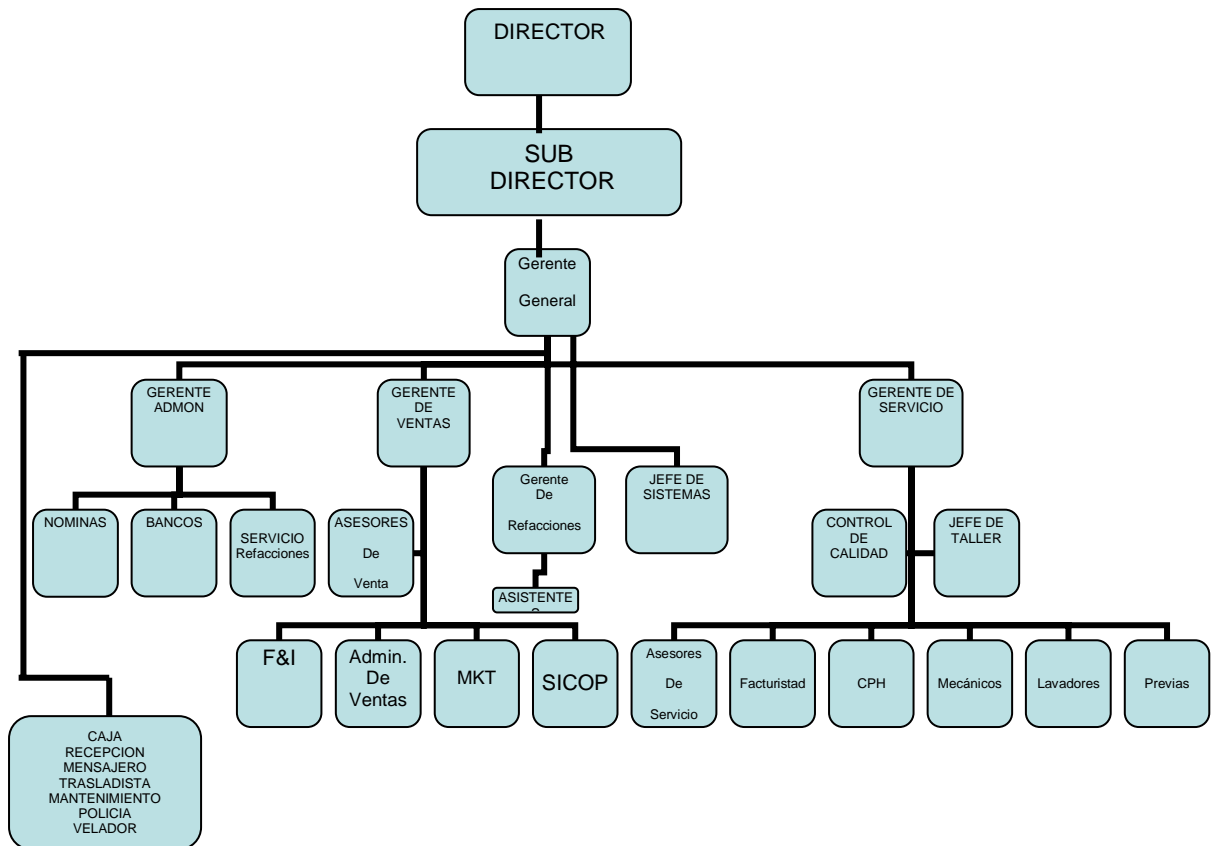 DIRECTOR
SUB
DIRECTOR
Gerente
General
GERENTE
ADMON
GERENTE
DE
VENTAS
GERENTE DE
SERVICIO
Gerente
De
Refacciones
JEFE DE
SISTEMAS
NOMINAS
BANCOS
SERVICIO
Refacciones
ASESORES
De
Venta
CONTROL
DE
CALIDAD
JEFE DE
TALLER
ASISTENTE
F&I
Admin.
De
Ventas
MKT
SICOP
Asesores
De
Servicio
Facturistad
CPH
Mecánicos
Lavadores
Previas
CAJA
RECEPCION
MENSAJERO
TRASLADISTA
MANTENIMIENTO
POLICIA
VELADOR